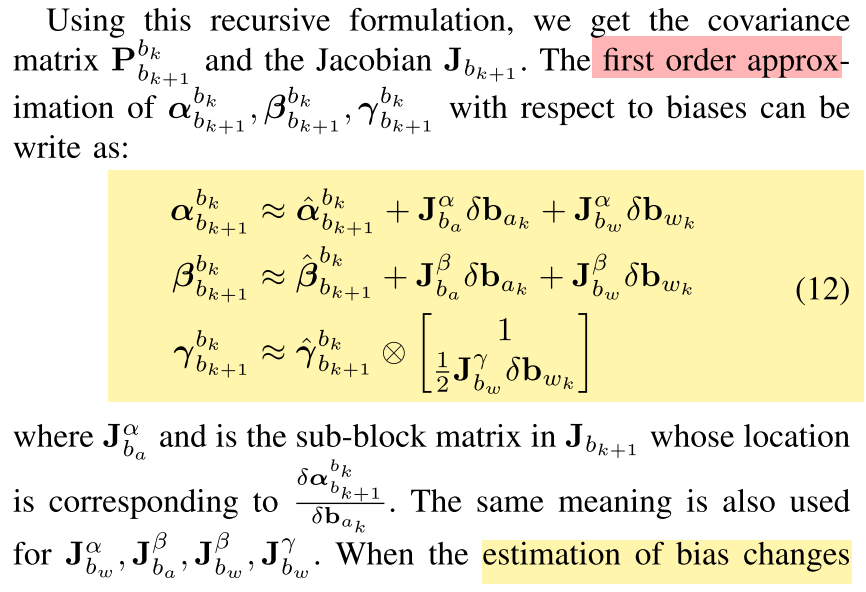 Using this recursive formulation, we get the covariance
matrix $\mathbf{P}_{b_{k+1}}^{b_k}$ and the Jacobian $\mathbf{J}_{b_{k+1}}$. The first order approx-
imation of $\boldsymbol{\alpha}_{b_{k+1}}^{b_k}, \boldsymbol{\beta}_{b_{k+1}}^{b_k}, \boldsymbol{\gamma}_{b_{k+1}}^{b_k}$ with respect to biases can be
write as:
$\boldsymbol{\alpha}_{b_{k+1}}^{b_k} \approx \hat{\boldsymbol{\alpha}}_{b_{k+1}}^{b_k} + \mathbf{J}_{b_a}^{\alpha} \delta \mathbf{b}_{a_k} + \mathbf{J}_{b_w}^{\alpha} \delta \mathbf{b}_{w_k}$
$\boldsymbol{\beta}_{b_{k+1}}^{b_k} \approx \hat{\boldsymbol{\beta}}_{b_{k+1}}^{b_k} + \mathbf{J}_{b_a}^{\beta} \delta \mathbf{b}_{a_k} + \mathbf{J}_{b_w}^{\beta} \delta \mathbf{b}_{w_k}$ (12)
$\boldsymbol{\gamma}_{b_{k+1}}^{b_k} \approx \hat{\boldsymbol{\gamma}}_{b_{k+1}}^{b_k} \otimes \begin{bmatrix} 1 \\ \frac{1}{2} \mathbf{J}_{b_w}^{\gamma} \delta \mathbf{b}_{w_k} \end{bmatrix}$
where $\mathbf{J}_{b_a}^{\alpha}$ and is the sub-block matrix in $\mathbf{J}_{b_{k+1}}$ whose location
is corresponding to $\frac{\delta \boldsymbol{\alpha}_{b_{k+1}}^{b_k}}{\delta \mathbf{b}_{a_k}}$. The same meaning is also used
for $\mathbf{J}_{b_w}^{\alpha}, \mathbf{J}_{b_a}^{\beta}, \mathbf{J}_{b_w}^{\beta}, \mathbf{J}_{b_w}^{\gamma}$. When the estimation of bias changes